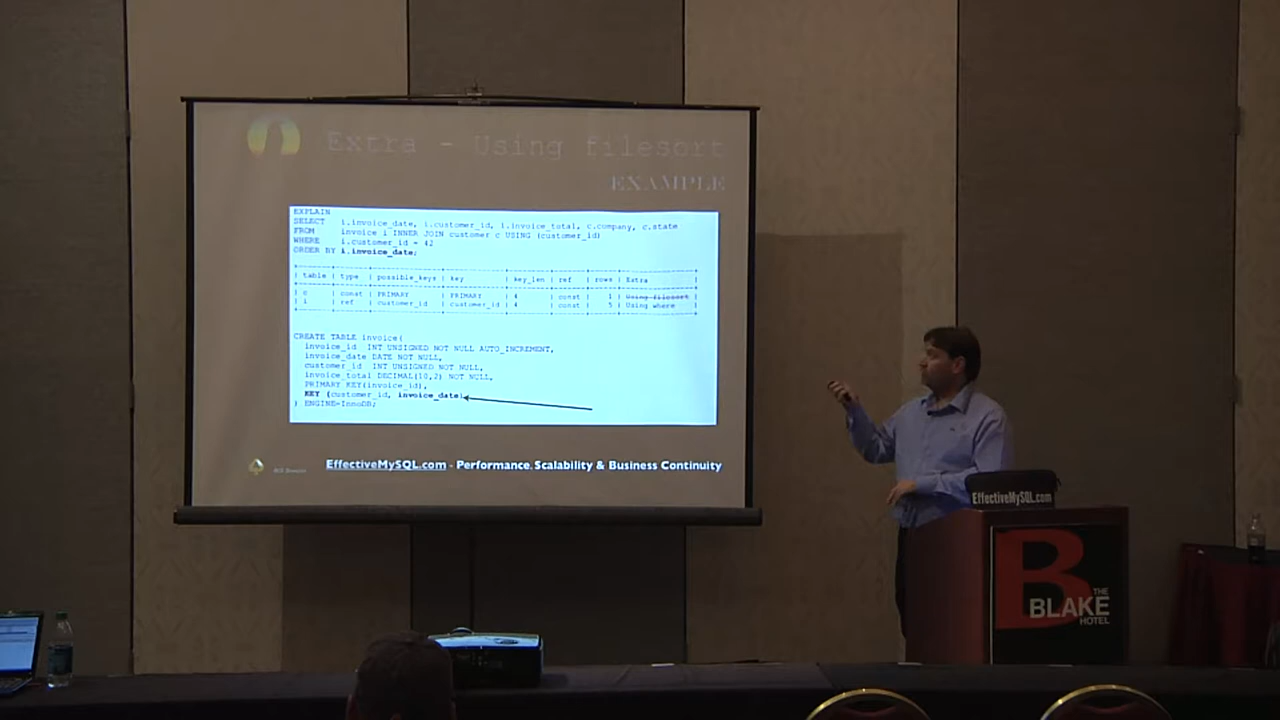 Extra - Using filesort
EXAMPLE
EXPLAIN
SELECT i.invoice_date, i.customer_id, i.invoice_total, c.company, c.state
FROM invoice i INNER JOIN customer c USING (customer_id)
WHERE i.customer_id = 42
ORDER BY i.invoice_date;
| table | type | possible_keys | key | key_len | ref | rows | Extra |
| c | const | PRIMARY | PRIMARY | 4 | const | 1 | Using filesort |
| i | ref | customer_id | customer_id | 4 | const | 5 | Using where |
CREATE TABLE invoice(
invoice_id INT UNSIGNED NOT NULL AUTO_INCREMENT,
invoice_date DATE NOT NULL,
customer_id INT UNSIGNED NOT NULL,
invoice_total DECIMAL(10,2) NOT NULL,
PRIMARY KEY(invoice_id),
KEY (customer_id, invoice_date)
) ENGINE=InnoDB;
EffectiveMySQL.com - Performance, Scalability & Business Continuity
EffectiveMySQL.com
B
THE
BLAKE
HOTEL